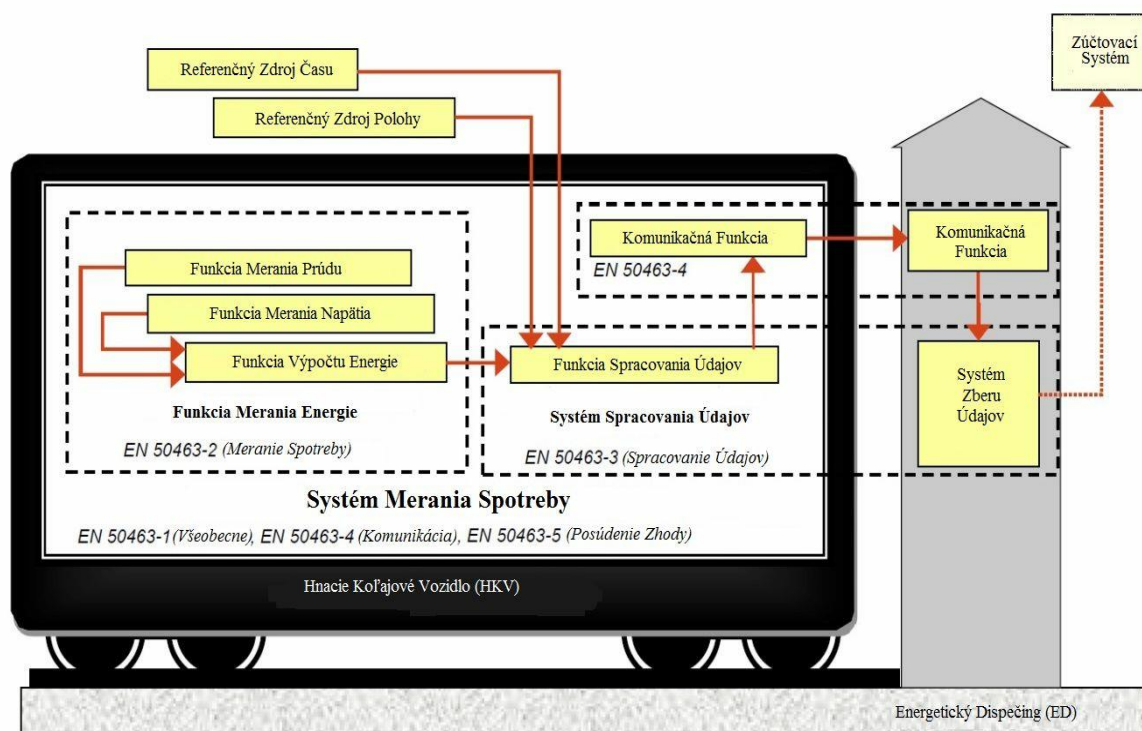 Referenčný Zdroj Času
Referenčný Zdroj Polohy
Zúčtovací
Systém
Komunikačná Funkcia
EN 50463-4
Komunikačná
Funkcia
Funkcia Merania Prúdu
Funkcia Merania Napätia
Funkcia Výpočtu Energie
Funkcia Merania Energie
EN 50463-2 (Meranie Spotreby)
Funkcia Spracovania Údajov
Systém Spracovania Údajov
EN 50463-3 (Spracovanie Údajov)
Systém
Zberu
Údajov
Systém Merania Spotreby
EN 50463-1 (Všeobecne), EN 50463-4 (Komunikácia), EN 50463-5 (Posúdenie Zhody)
Hnacie Koľajové Vozidlo (HKV)
Energetický Dispečing (ED)